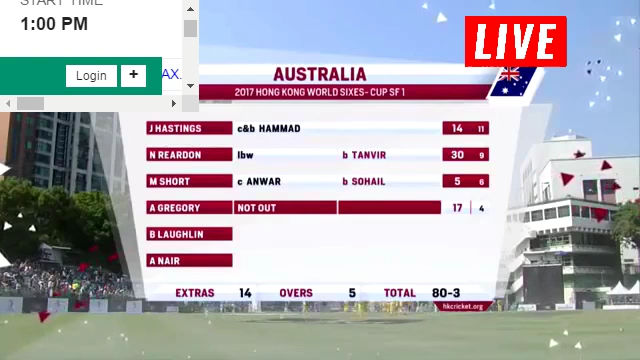 START TIME
1:00 PM
Login +
AX.
LIVE
AUSTRALIA
2017 HONG KONG WORLD SIXES- CUP SF 1
J HASTINGS c&b HAMMAD 14 11
N REARDON lbw b TANVIR 30 9
M SHORT c ANWAR b SOHAIL 5 6
A GREGORY NOT OUT 17 4
B LAUGHLIN
A NAIR
EXTRAS 14 OVERS 5 TOTAL 80-3
hkcricket.org